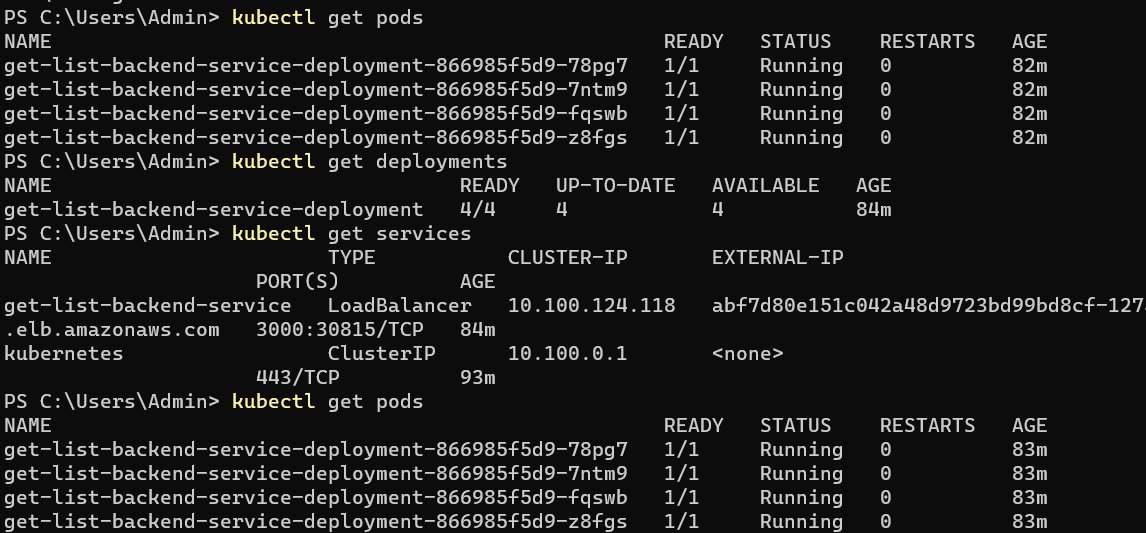 PS C:\Users\Admin> kubectl get pods
NAME READY STATUS RESTARTS AGE
get-list-backend-service-deployment-866985f5d9-78pg7 1/1 Running 0 82m
get-list-backend-service-deployment-866985f5d9-7ntm9 1/1 Running 0 82m
get-list-backend-service-deployment-866985f5d9-fqswb 1/1 Running 0 82m
get-list-backend-service-deployment-866985f5d9-z8fgs 1/1 Running 0 82m
PS C:\Users\Admin> kubectl get deployments
NAME READY UP-TO-DATE AVAILABLE AGE
get-list-backend-service-deployment 4/4 4 4 84m
PS C:\Users\Admin> kubectl get services
NAME TYPE CLUSTER-IP EXTERNAL-IP
PORT(S) AGE
get-list-backend-service LoadBalancer 10.100.124.118 abf7d80e151c042a48d9723bd99bd8cf-127
.elb.amazonaws.com 3000:30815/TCP 84m
kubernetes ClusterIP 10.100.0.1 <none>
443/TCP 93m
PS C:\Users\Admin> kubectl get pods
NAME READY STATUS RESTARTS AGE
get-list-backend-service-deployment-866985f5d9-78pg7 1/1 Running 0 83m
get-list-backend-service-deployment-866985f5d9-7ntm9 1/1 Running 0 83m
get-list-backend-service-deployment-866985f5d9-fqswb 1/1 Running 0 83m
get-list-backend-service-deployment-866985f5d9-z8fgs 1/1 Running 0 83m